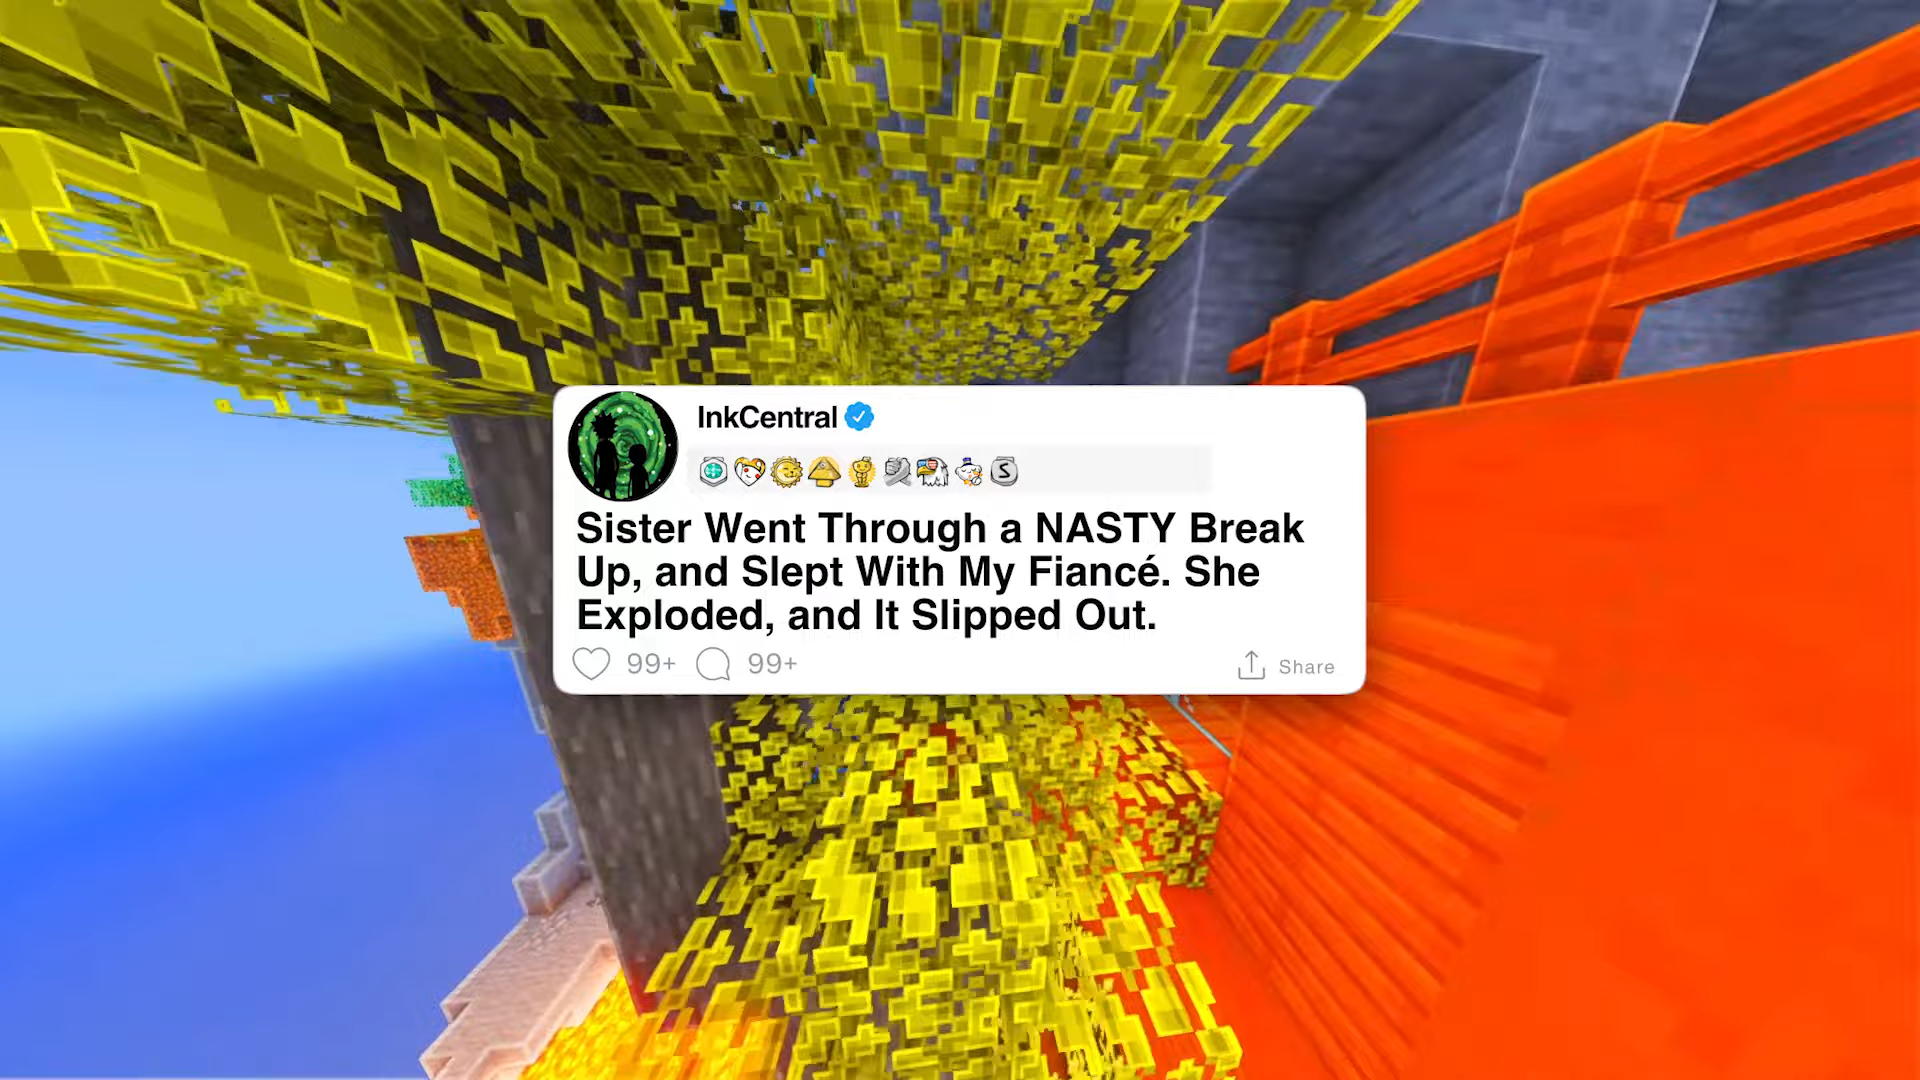 InkCentral
S
Sister Went Through a NASTY Break
Up, and Slept With My Fiancé. She
Exploded, and It Slipped Out.
99+ 99+ Share